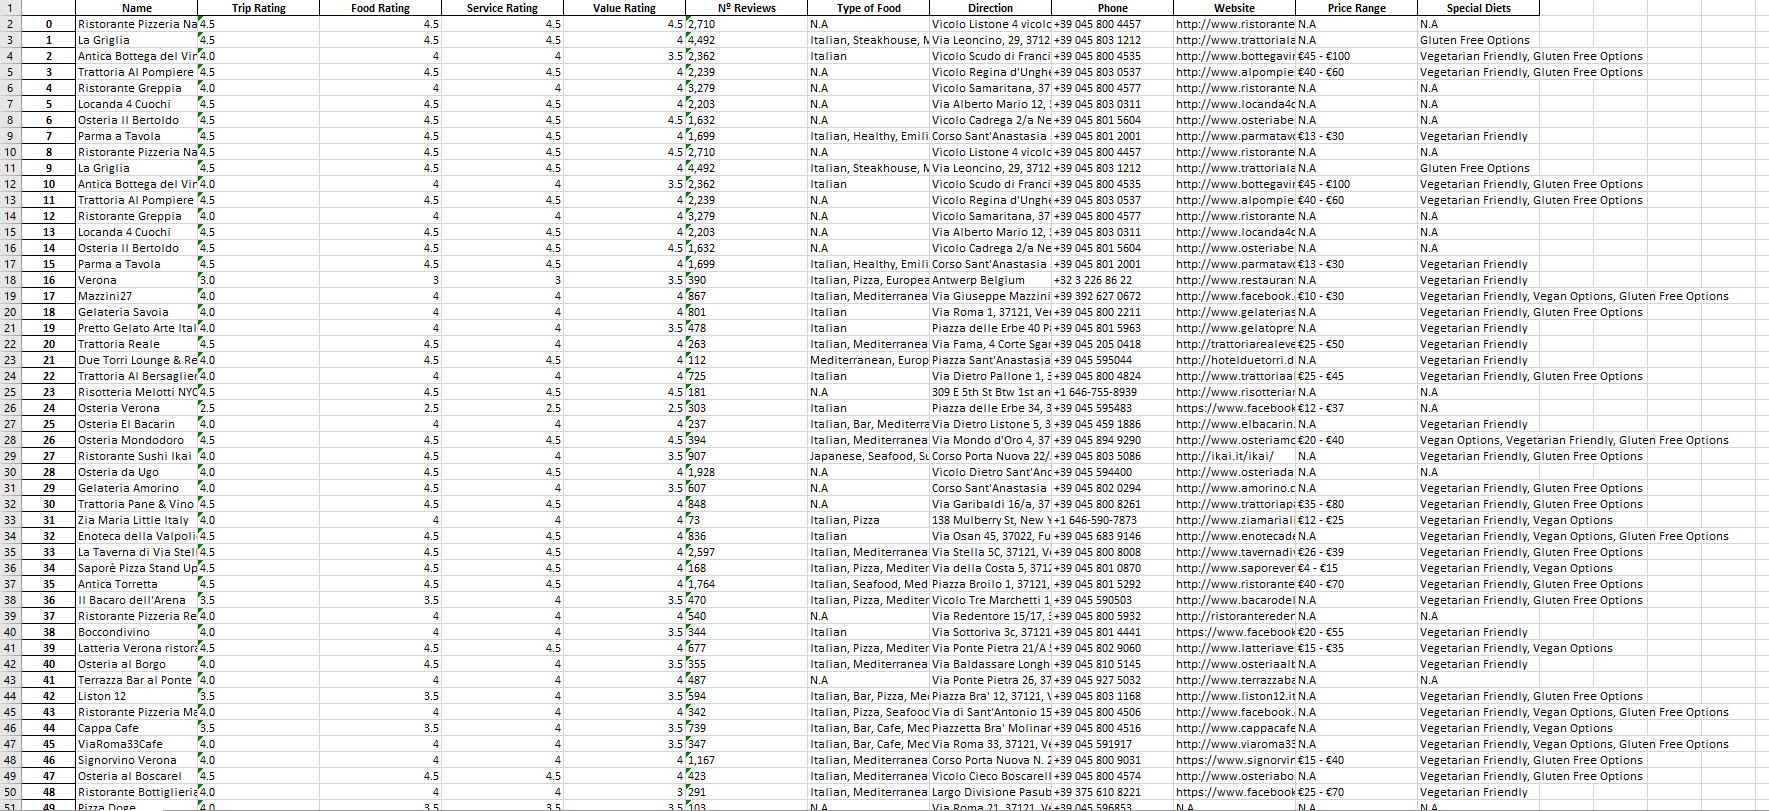 1 Name Trip Rating Food Rating Service Rating Value Rating Nº Reviews Type of Food Direction Phone Website Price Range Special Diets
2 0 Ristorante Pizzeria Na 4.5 4.5 4.5 4.5 2,710 N.A Vicolo Listone 4 vicolo +39 045 800 4457 http://www.ristorante N.A N.A
3 1 La Griglia 4.5 4.5 4.5 4 4,492 Italian, Steakhouse, M Via Leoncino, 29, 3712 +39 045 803 1212 http://www.trattoriala N.A Gluten Free Options
4 2 Antica Bottega del Vin 4.0 4 4 3.5 2,362 Italian Vicolo Scudo di Franci +39 045 800 4535 http://www.bottegavin €45 - €100 Vegetarian Friendly, Gluten Free Options
5 3 Trattoria Al Pompiere 4.5 4.5 4.5 4 2,239 N.A Vicolo Regina d'Unghe +39 045 803 0537 http://www.alpompie €40 - €60 Vegetarian Friendly, Gluten Free Options
6 4 Ristorante Greppia 4.0 4 4 4 3,279 N.A Vicolo Samaritana, 37 +39 045 800 4577 http://www.ristorante N.A N.A
7 5 Locanda 4 Cuochi 4.5 4.5 4.5 4 2,203 N.A Via Alberto Mario 12, +39 045 803 0311 http://www.locanda4c N.A N.A
8 6 Osteria Il Bertoldo 4.5 4.5 4.5 4.5 1,632 N.A Vicolo Cadrega 2/a Ne +39 045 801 5604 http://www.osteriabe N.A N.A
9 7 Parma a Tavola 4.5 4.5 4.5 4 1,699 Italian, Healthy, Emili Corso Sant'Anastasia +39 045 801 2001 http://www.parmatavo €13 - €30 Vegetarian Friendly
10 8 Ristorante Pizzeria Na 4.5 4.5 4.5 4.5 2,710 N.A Vicolo Listone 4 vicolo +39 045 800 4457 http://www.ristorante N.A N.A
11 9 La Griglia 4.5 4.5 4.5 4 4,492 Italian, Steakhouse, M Via Leoncino, 29, 3712 +39 045 803 1212 http://www.trattoriala N.A Gluten Free Options
12 10 Antica Bottega del Vin 4.0 4 4 3.5 2,362 Italian Vicolo Scudo di Franci +39 045 800 4535 http://www.bottegavin €45 - €100 Vegetarian Friendly, Gluten Free Options
13 11 Trattoria Al Pompiere 4.5 4.5 4.5 4 2,239 N.A Vicolo Regina d'Unghe +39 045 803 0537 http://www.alpompie €40 - €60 Vegetarian Friendly, Gluten Free Options
14 12 Ristorante Greppia 4.0 4 4 4 3,279 N.A Vicolo Samaritana, 37 +39 045 800 4577 http://www.ristorante N.A N.A
15 13 Locanda 4 Cuochi 4.5 4.5 4.5 4 2,203 N.A Via Alberto Mario 12, +39 045 803 0311 http://www.locanda4c N.A N.A
16 14 Osteria Il Bertoldo 4.5 4.5 4.5 4.5 1,632 N.A Vicolo Cadrega 2/a Ne +39 045 801 5604 http://www.osteriabe N.A N.A
17 15 Parma a Tavola 4.5 4.5 4.5 4 1,699 Italian, Healthy, Emili Corso Sant'Anastasia +39 045 801 2001 http://www.parmatavo €13 - €30 Vegetarian Friendly
18 16 Verona 3.0 3 3 3.5 390 Italian, Pizza, Europea Antwerp Belgium +32 3 226 86 22 http://www.restauran N.A Vegetarian Friendly
19 17 Mazzini27 4.0 4 4 4 867 Italian, Mediterranea Via Giuseppe Mazzini +39 392 627 0672 http://www.facebook. €10 - €30 Vegetarian Friendly, Vegan Options, Gluten Free Options
20 18 Gelateria Savoia 4.0 4 4 4 801 Italian Via Roma 1, 37121, Ver +39 045 800 2211 http://www.gelaterias N.A Vegetarian Friendly, Gluten Free Options
21 19 Pretto Gelato Arte Ital 4.0 4 4 3.5 478 Italian Piazza delle Erbe 40 Pa +39 045 801 5963 http://www.gelatopre N.A Vegetarian Friendly
22 20 Trattoria Reale 4.5 4 4 4 263 Italian, Mediterranea Via Fama, 4 Corte Sgar +39 045 205 0418 http://trattoriarealeve €25 - €50 Vegetarian Friendly
23 21 Due Torri Lounge & Re 4.0 4.5 4.5 4 112 Mediterranean, Europ Piazza Sant'Anastasia +39 045 595044 http://hotelduetorri.d N.A Vegetarian Friendly
24 22 Trattoria Al Bersaglier 4.0 4 4 4 725 Italian Via Dietro Pallone 1, 3 +39 045 800 4824 http://www.trattoriaal €25 - €45 Vegetarian Friendly, Gluten Free Options
25 23 Risotteria Melotti NYC 4.5 4.5 4.5 4.5 181 N.A 309 E 5th St Btw 1st an +1 646-755-8939 http://www.risotteriar N.A N.A
26 24 Osteria Verona 2.5 2.5 2.5 2.5 303 Italian Piazza delle Erbe 34, 3 +39 045 595483 https://www.facebook €12 - €37 N.A
27 25 Osteria El Bacarin 4.0 4 4 4 237 Italian, Bar, Mediterra Via Dietro Listone 5, 3 +39 045 459 1886 http://www.elbacarin. N.A Vegetarian Friendly
28 26 Osteria Mondodoro 4.5 4.5 4.5 4.5 394 Italian, Mediterranea Via Mondo d'Oro 4, 37 +39 045 894 9290 http://www.osteriamo €20 - €40 Vegan Options, Vegetarian Friendly, Gluten Free Options
29 27 Ristorante Sushi Ikai 4.0 4.5 4 3.5 907 Japanese, Seafood, Su Corso Porta Nuova 22/ +39 045 803 5086 http://ikai.it/ikai/ N.A Vegetarian Friendly, Gluten Free Options
30 28 Osteria da Ugo 4.5 4.5 4.5 4 1,928 N.A Vicolo Dietro Sant'And +39 045 594400 http://www.osteriada N.A N.A
31 29 Gelateria Amorino 4.0 4.5 4 3.5 607 N.A Corso Sant'Anastasia +39 045 802 0294 http://www.amorino.c N.A Vegetarian Friendly, Gluten Free Options
32 30 Trattoria Pane & Vino 4.5 4.5 4.5 4 848 N.A Via Garibaldi 16/a, 37 +39 045 800 8261 http://www.trattoriapa €35 - €80 Vegetarian Friendly, Gluten Free Options
33 31 Zia Maria Little Italy 4.0 4 4 4 73 Italian, Pizza 138 Mulberry St, New Y +1 646-590-7873 http://www.ziamariali €12 - €25 Vegetarian Friendly, Vegan Options
34 32 Enoteca della Valpoli 4.5 4.5 4.5 4 836 Italian Via Osan 45, 37022, Fu +39 045 683 9146 http://www.enotecade N.A Vegetarian Friendly, Vegan Options, Gluten Free Options
35 33 La Taverna di Via Stel 4.5 4.5 4.5 4 2,597 Italian, Mediterranea Via Stella 5C, 37121, Ve +39 045 800 8008 http://www.tavernadi €26 - €39 Vegetarian Friendly, Gluten Free Options
36 34 Saporé Pizza Stand Up 4.5 4.5 4.5 4 168 Italian, Pizza, Mediter Via della Costa 5, 3712 +39 045 801 0870 http://www.saporever €4 - €15 Vegetarian Friendly, Vegan Options
37 35 Antica Torretta 4.5 4.5 4.5 4 1,764 Italian, Seafood, Med Piazza Broilo 1, 37121, +39 045 801 5292 http://www.ristorante €40 - €70 Vegetarian Friendly, Gluten Free Options
38 36 Il Bacaro dell'Arena 3.5 3.5 4 3.5 470 Italian, Pizza, Mediter Vicolo Tre Marchetti 1 +39 045 590503 http://www.bacarodel N.A Vegetarian Friendly, Gluten Free Options
39 37 Ristorante Pizzeria Re 4.0 4 4 4 540 N.A Via Redentore 15/17, +39 045 800 5932 http://ristorantereden N.A N.A
40 38 Boccondivino 4.0 4 4 3.5 344 Italian Via Sottoriva 3c, 37121 +39 045 801 4441 https://www.facebook €20 - €55 Vegetarian Friendly
41 39 Latteria Verona ristora 4.5 4.5 4.5 4 677 Italian, Pizza, Mediter Via Ponte Pietra 21/A +39 045 802 9060 http://www.latteriave €15 - €35 Vegetarian Friendly, Vegan Options
42 40 Osteria al Borgo 4.0 4.5 4 3.5 355 Italian, Mediterranea Via Baldassare Longh +39 045 810 5145 http://www.osteriaalb N.A Vegetarian Friendly
43 41 Terrazza Bar al Ponte 4.0 4 4 4 487 N.A Via Ponte Pietra 26, 37 +39 045 927 5032 http://www.terrazzaba N.A N.A
44 42 Liston 12 3.5 3.5 4 3.5 594 Italian, Bar, Pizza, Med Piazza Bra' 12, 37121, V +39 045 803 1168 http://www.liston12.it N.A Vegetarian Friendly, Gluten Free Options
45 43 Ristorante Pizzeria Ma 4.0 4 4 4 342 Italian, Pizza, Seafood Via di Sant'Antonio 15 +39 045 800 4506 http://www.facebook. N.A Vegetarian Friendly, Vegan Options, Gluten Free Options
46 44 Cappa Cafe 3.5 3.5 4 3.5 739 Italian, Bar, Cafe, Med Piazzetta Bra' Molinar +39 045 800 4516 http://www.cappacafe N.A Vegetarian Friendly, Vegan Options
47 45 ViaRoma33Cafe 4.0 4 4 3.5 347 Italian, Bar, Cafe, Med Via Roma 33, 37121, Ve +39 045 591917 http://www.viaroma33 N.A Vegetarian Friendly, Vegan Options, Gluten Free Options
48 46 Signorvino Verona 4.0 4 4 4 1,167 Italian, Mediterranea Corso Porta Nuova N. 2 +39 045 800 9031 https://www.signorvin €15 - €40 Vegetarian Friendly, Gluten Free Options
49 47 Osteria al Boscarel 4.5 4.5 4.5 4 423 Italian, Mediterranea Vicolo Cieco Boscarell +39 045 800 4574 http://www.osteriabo N.A Vegetarian Friendly, Gluten Free Options
50 48 Ristorante Bottiglieria 4.0 4 4 3 291 Italian, Mediterranea Largo Divisione Pasub +39 375 610 8221 https://www.facebook €25 - €70 Vegetarian Friendly, Gluten Free Options
51 49 Pizza Doge 4.0 3.5 3.5 3.5 103 N.A Via Roma 21, 37121, +39 045 596853 N.A N.A N.A